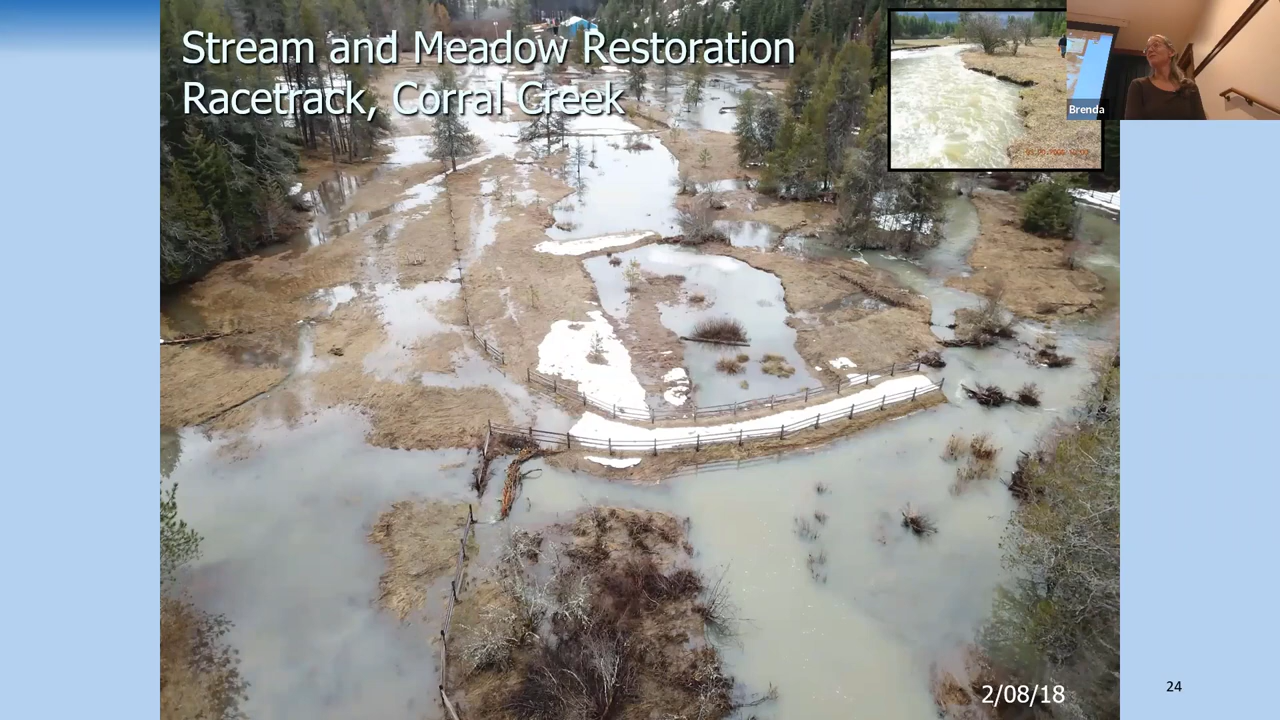 Stream and Meadow Restoration
Racetrack, Corral Creek
Brenda
2/08/18
24